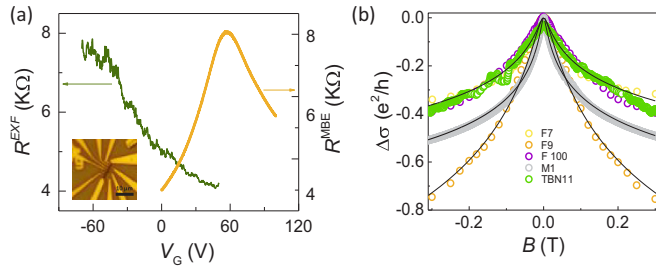 (a)
8
6
4
R^EXF (KΩ)
8
6
4
R^MBE (KΩ)
10 μm
-60 0 60 120
V_G (V)
(b)
0.0
-0.2
-0.4
-0.6
-0.8
Δσ (e²/h)
F7
F9
F 100
M1
TBN11
-0.2 0.0 0.2
B (T)